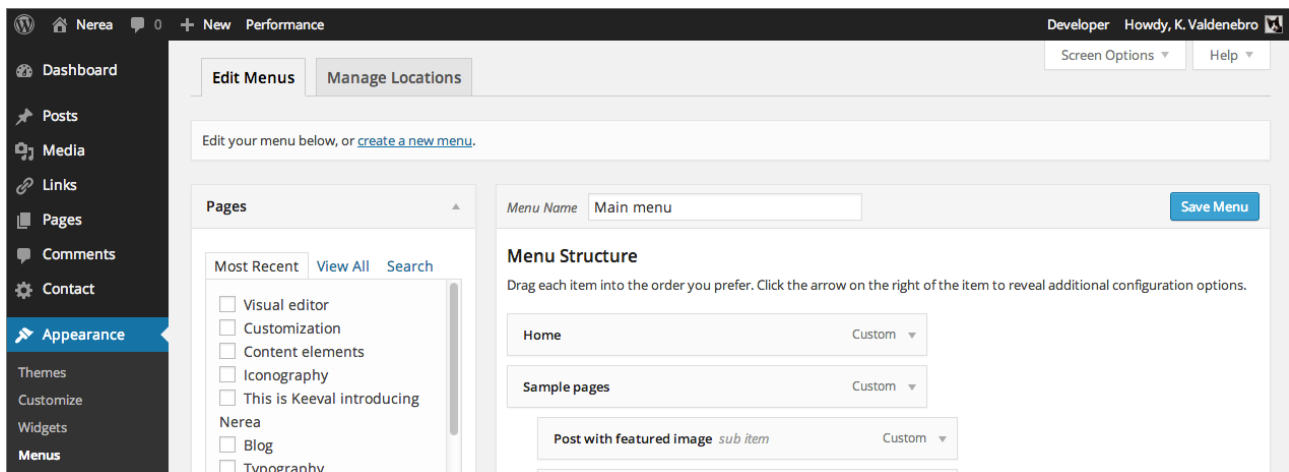 Nerea 0 New Performance Developer Howdy, K. Valdenebro
Screen Options Help
Dashboard
Posts
Media
Links
Pages
Comments
Contact
Appearance
Themes
Customize
Widgets
Menus
Edit Menus Manage Locations
Edit your menu below, or create a new menu.
Pages
Most Recent View All Search
Visual editor
Customization
Content elements
Iconography
This is Keeval introducing
Nerea
Blog
Typography
Menu Name Main menu Save Menu
Menu Structure
Drag each item into the order you prefer. Click the arrow on the right of the item to reveal additional configuration options.
Home Custom
Sample pages Custom
Post with featured image sub item Custom